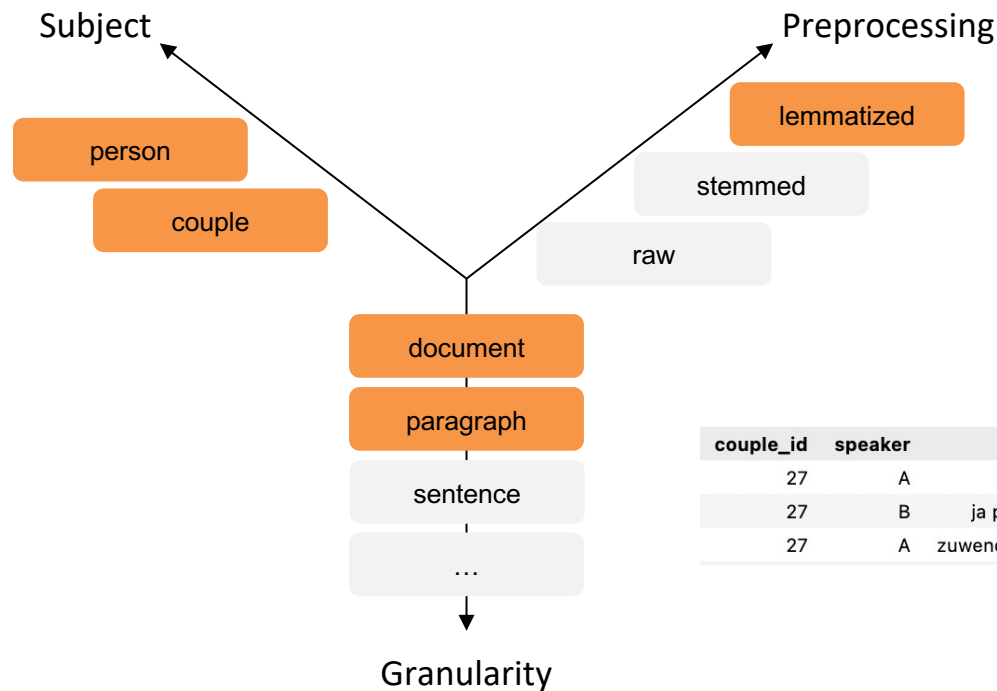 Subject
Preprocessing
person
couple
lemmatized
stemmed
raw
document
paragraph
sentence
...
Granularity
couple_id speaker
27 A
27 B ja
27 A